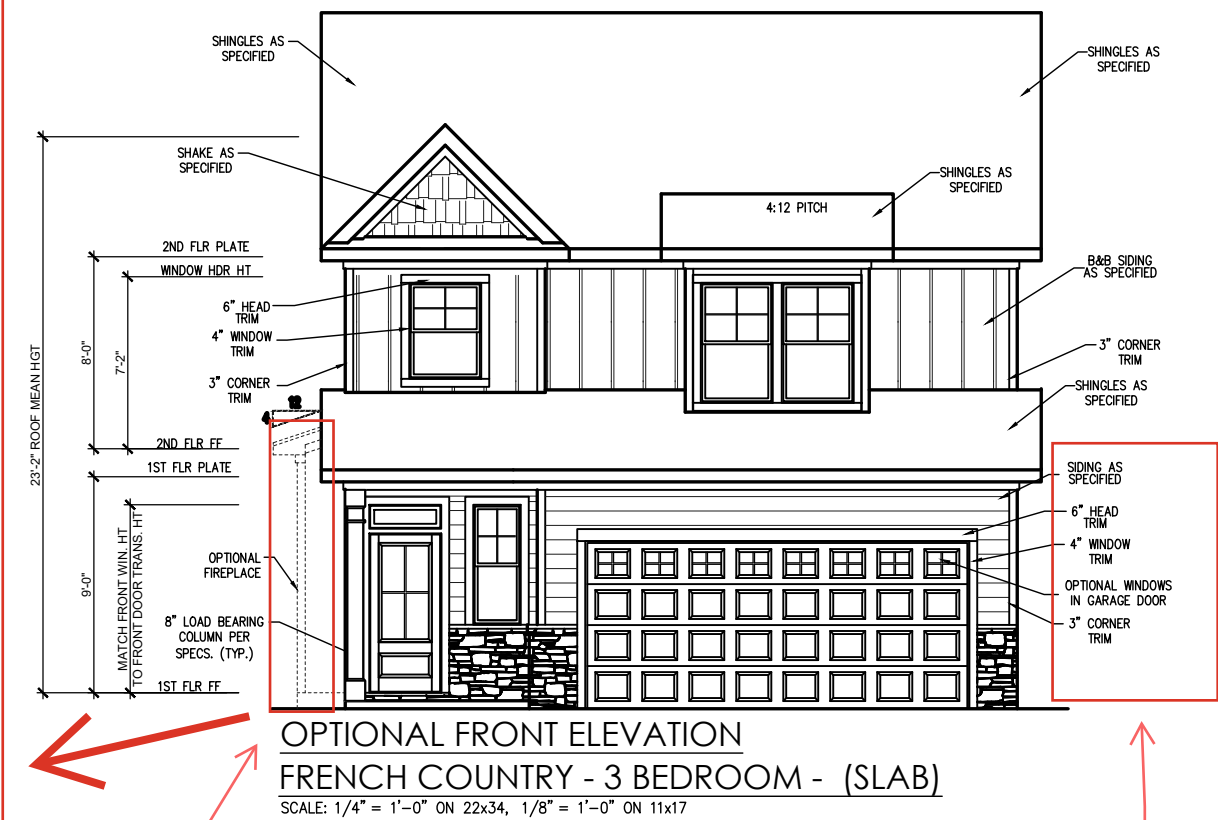 SHINGLES AS
SPECIFIED
SHINGLES AS
SPECIFIED
SHAKE AS
SPECIFIED
SHINGLES AS
SPECIFIED
4:12 PITCH
2ND FLR PLATE
WINDOW HDR HT
B&B SIDING
AS SPECIFIED
6" HEAD
TRIM
4" WINDOW
TRIM
3" CORNER
TRIM
3" CORNER
TRIM
SHINGLES AS
SPECIFIED
23'-2" ROOF MEAN HGT
8'-0"
7'-2"
12
4
2ND FLR FF
1ST FLR PLATE
SIDING AS
SPECIFIED
6" HEAD
TRIM
4" WINDOW
TRIM
OPTIONAL WINDOWS
IN GARAGE DOOR
3" CORNER
TRIM
9'-0"
MATCH FRONT WIN. HT
TO FRONT DOOR TRANS. HT
OPTIONAL
FIREPLACE
8" LOAD BEARING
COLUMN PER
SPECS. (TYP.)
1ST FLR FF
OPTIONAL FRONT ELEVATION
FRENCH COUNTRY - 3 BEDROOM - (SLAB)
SCALE: 1/4" = 1'-0" ON 22x34, 1/8" = 1'-0" ON 11x17